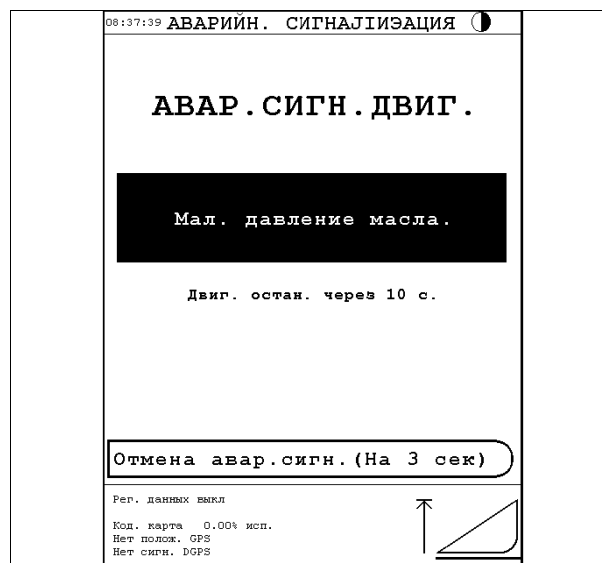 08:37:39 АВАРИЙН. СИГНАЛИЗАЦИЯ
АВАР.СИГН.ДВИГ.
Мал. давление масла.
Двиг. остан. через 10 с.
Отмена авар.сигн.(На 3 сек)
Рег. данных выкл
Код. карта 0.00% исп.
Нет полож. GPS
Нет сигн. DGPS